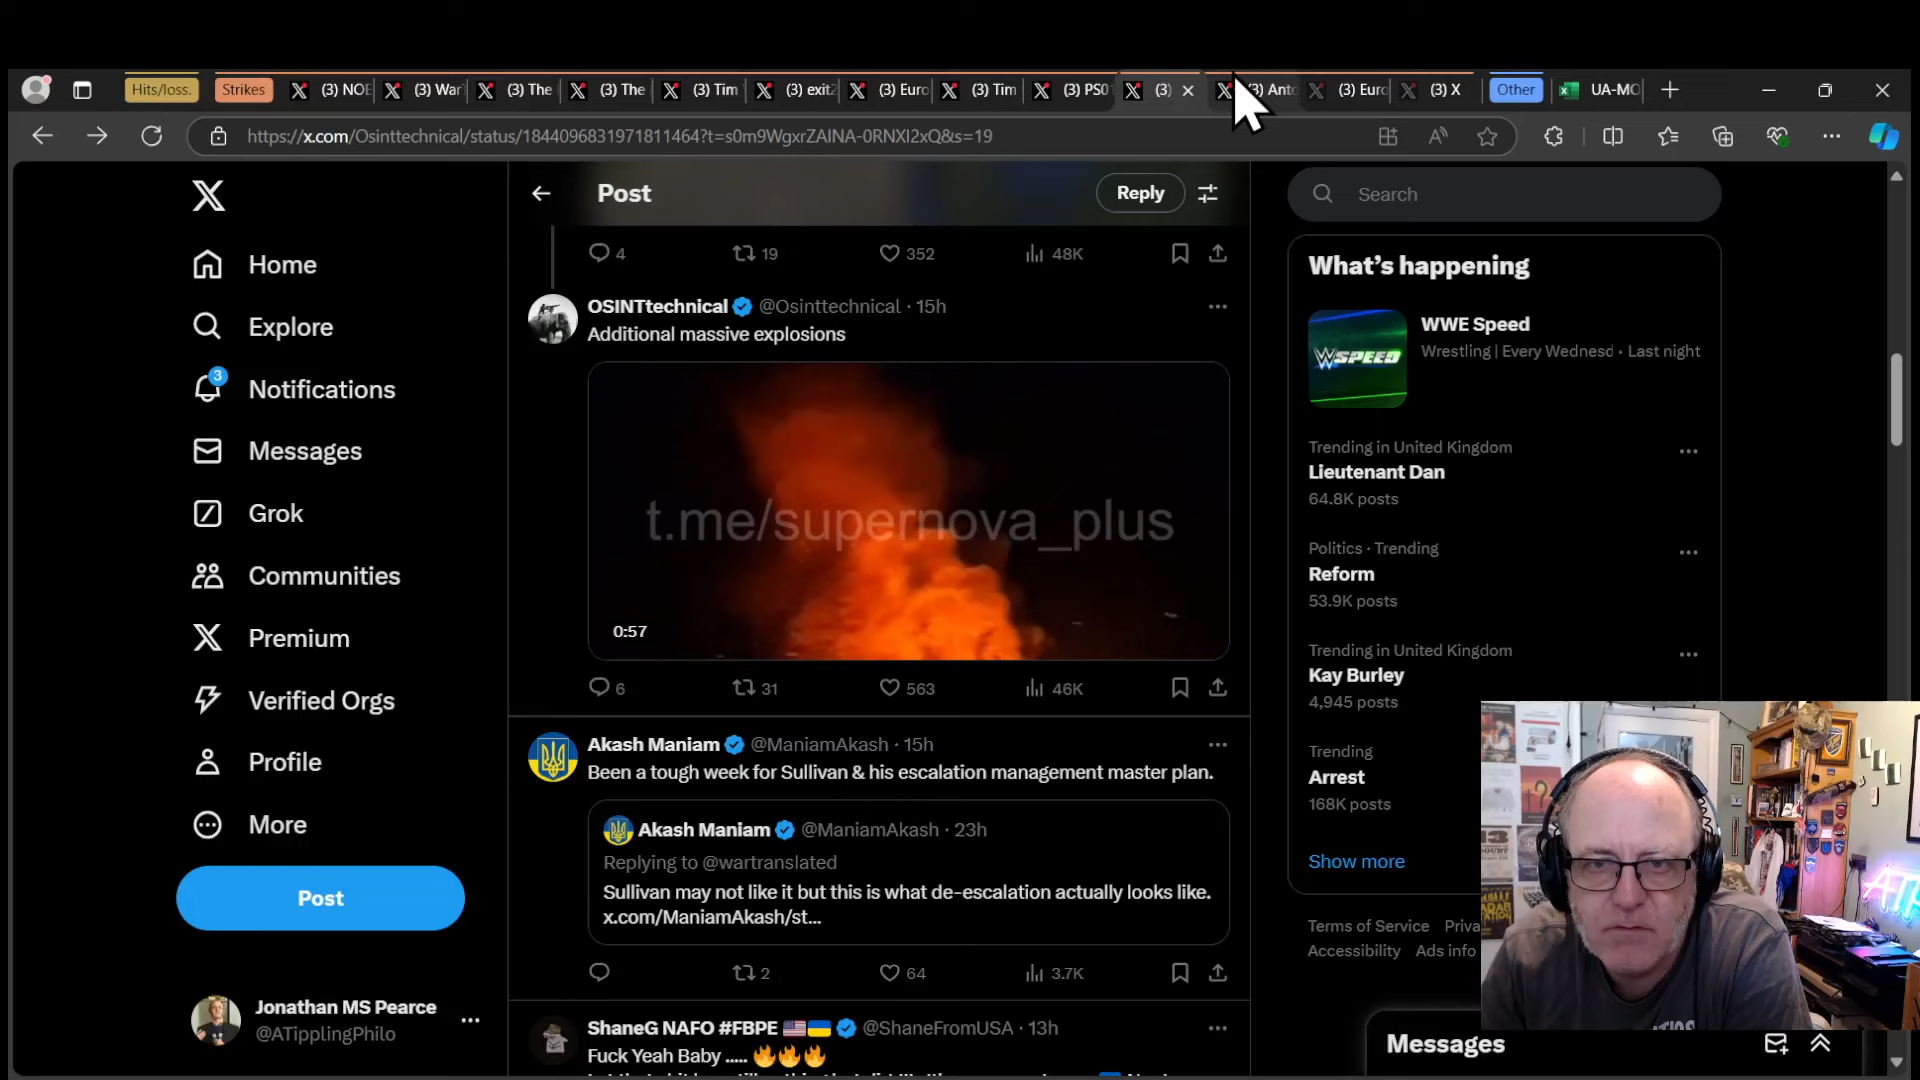 Hits/loss.
Strikes
(3) NOE
(3) War
(3) The
(3) The
(3) Tim
(3) exit2
(3) Euro
(3) Tim
(3) PS01
(3)
(3) Anto
(3) Euro
(3) X
Other
UA-MO
https://x.com/Osinttechnical/status/1844096831971811464?t=s0m9WgxrZAINA-0RNXI2xQ&s=19
Home
Explore
3
Notifications
Messages
Grok
Communities
Premium
Verified Orgs
Profile
More
Post
Jonathan MS Pearce
@ATipplingPhilo
Post
Reply
4 19 352 48K
OSINTtechnical @Osinttechnical · 15h
Additional massive explosions
t.me/supernova_plus
0:57
6 31 563 46K
Akash Maniam @ManiamAkash · 15h
Been a tough week for Sullivan & his escalation management master plan.
Akash Maniam @ManiamAkash · 23h
Replying to @wartranslated
Sullivan may not like it but this is what de-escalation actually looks like.
x.com/ManiamAkash/st...
2 64 3.7K
ShaneG NAFO #FBPE @ShaneFromUSA · 13h
Fuck Yeah Baby .....
Search
What's happening
WSPEED
WWE Speed
Wrestling | Every Wednesd · Last night
Trending in United Kingdom
Lieutenant Dan
64.8K posts
Politics · Trending
Reform
53.9K posts
Trending in United Kingdom
Kay Burley
4,945 posts
Trending
Arrest
168K posts
Show more
Terms of Service Priva
Accessibility Ads info
Messages